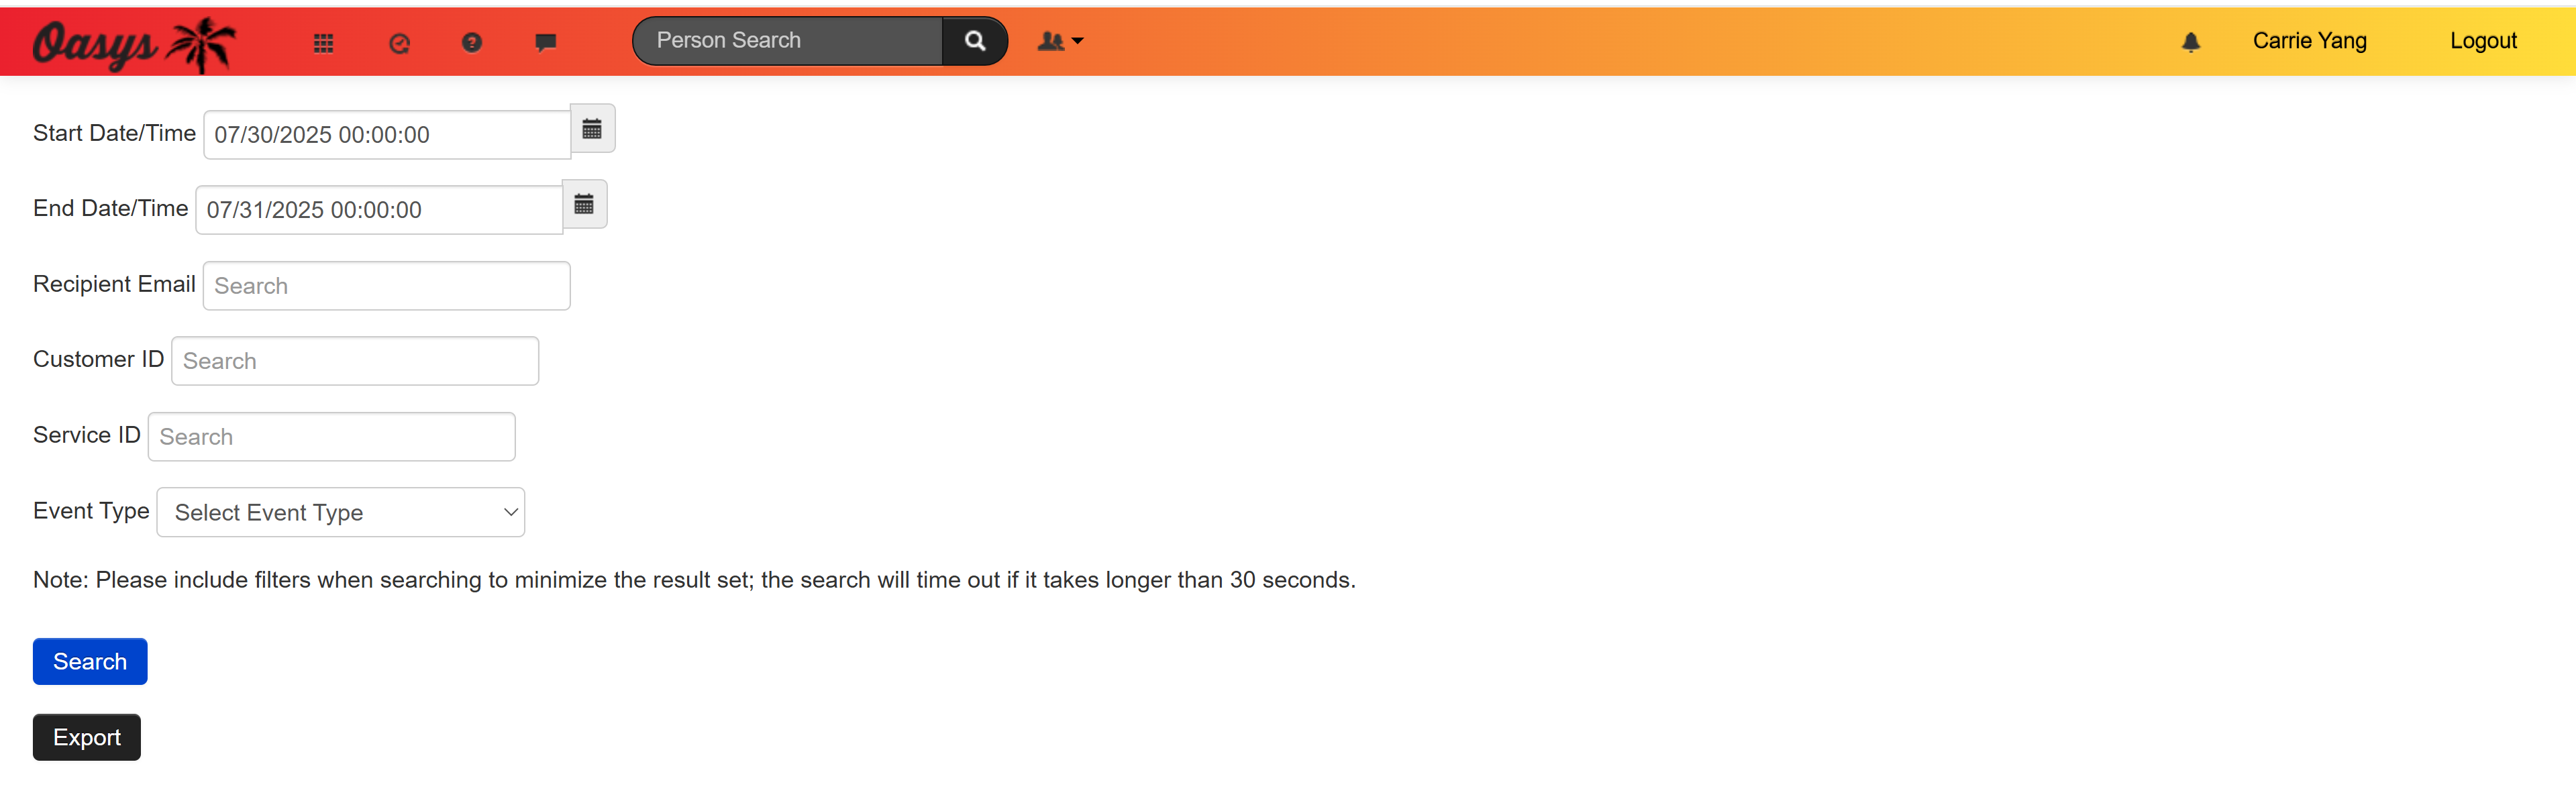 Oasys
Person Search
Carrie Yang
Logout
Start Date/Time 07/30/2025 00:00:00
End Date/Time 07/31/2025 00:00:00
Recipient Email Search
Customer ID Search
Service ID Search
Event Type Select Event Type
Note: Please include filters when searching to minimize the result set; the search will time out if it takes longer than 30 seconds.
Search
Export